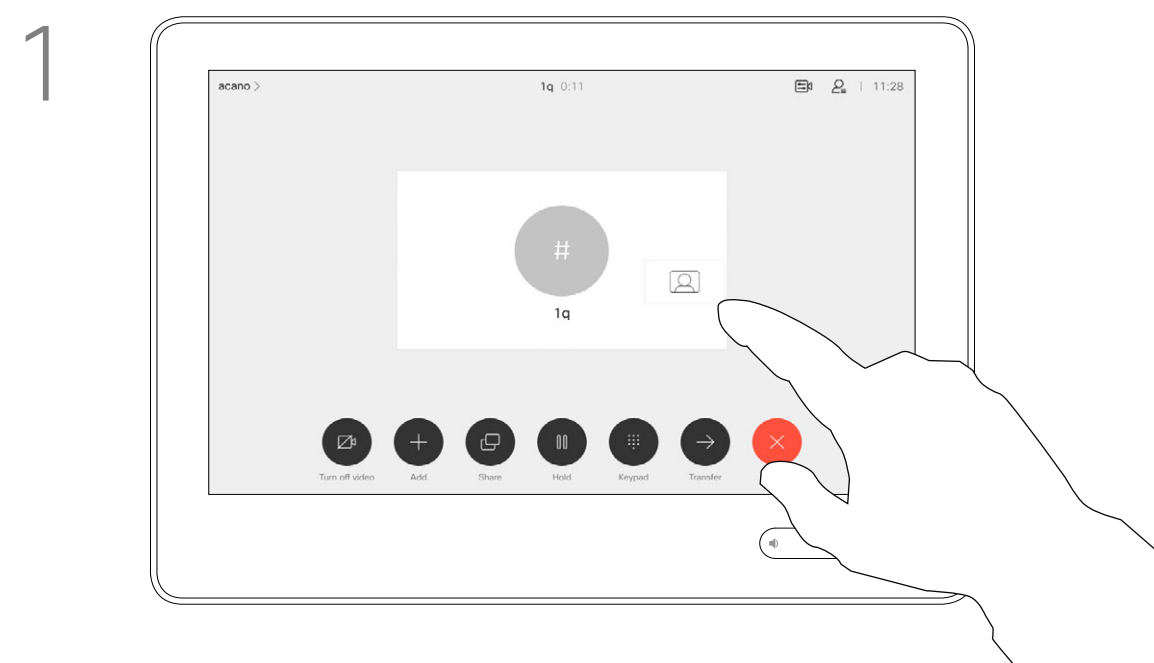 1
acano > 1q 0:11 | 11:28
#
1q
Turn off video Add Share Hold Keypad Transfer